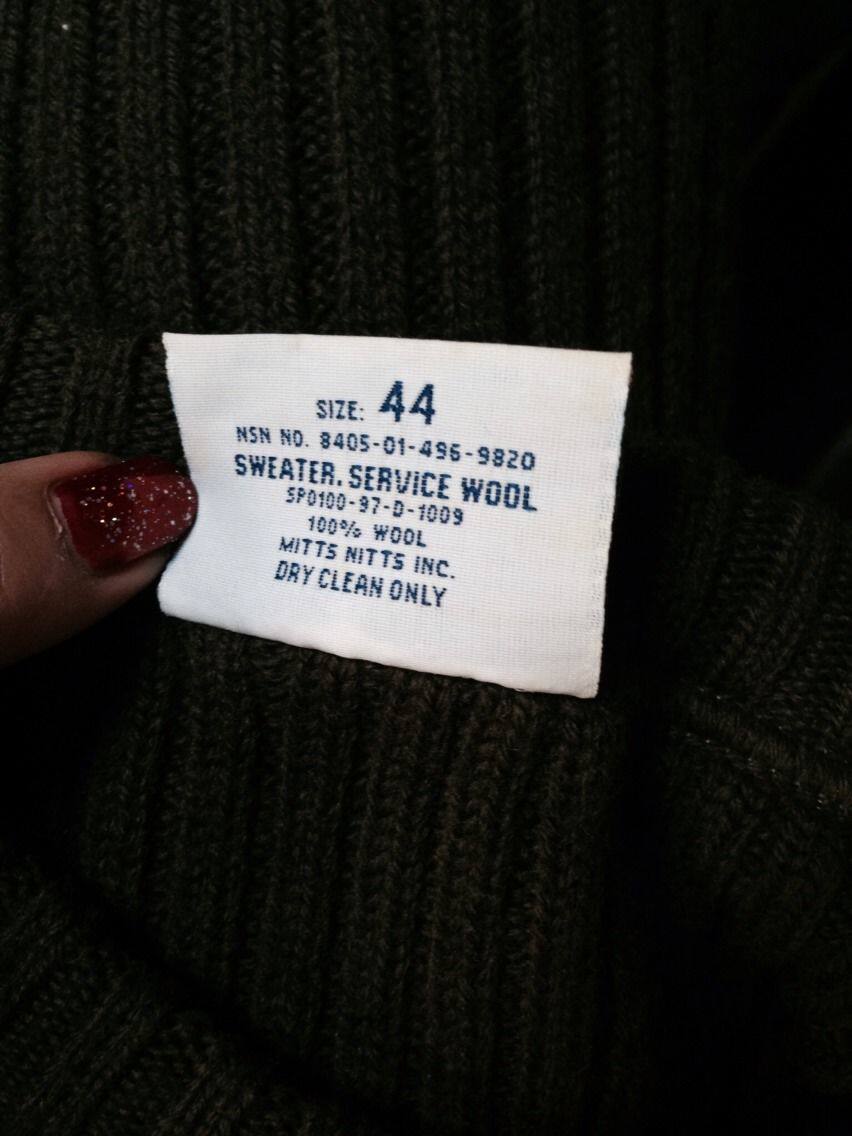 SIZE: 44
NSN NO. 8405-01-496-9820
SWEATER. SERVICE WOOL
SP0100-97-D-1009
100% WOOL
MITTS NITTS INC.
DRY CLEAN ONLY